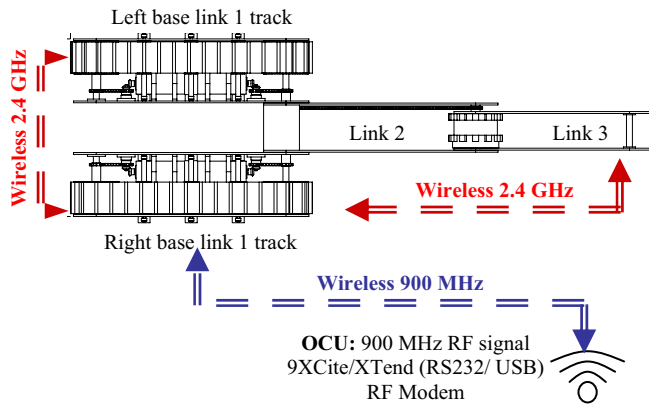 Left base link 1 track
Wireless 2.4 GHz
Link 2
Link 3
Wireless 2.4 GHz
Right base link 1 track
Wireless 900 MHz
OCU: 900 MHz RF signal
9XCite/XTend (RS232/ USB)
RF Modem